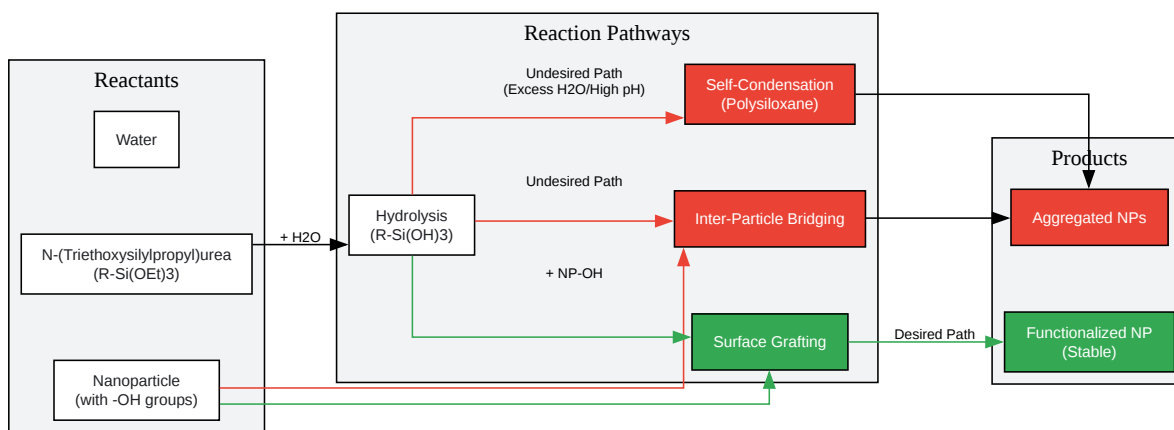 Reactants
Water
N-(Triethoxysilylpropyl)urea
(R-Si(OEt)3)
Nanoparticle
(with -OH groups)
+ H2O
Reaction Pathways
Hydrolysis
(R-Si(OH)3)
Undesired Path
(Excess H2O/High pH)
Self-Condensation
(Polysiloxane)
Undesired Path
Inter-Particle Bridging
+ NP-OH
Surface Grafting
Desired Path
Products
Aggregated NPs
Functionalized NP
(Stable)